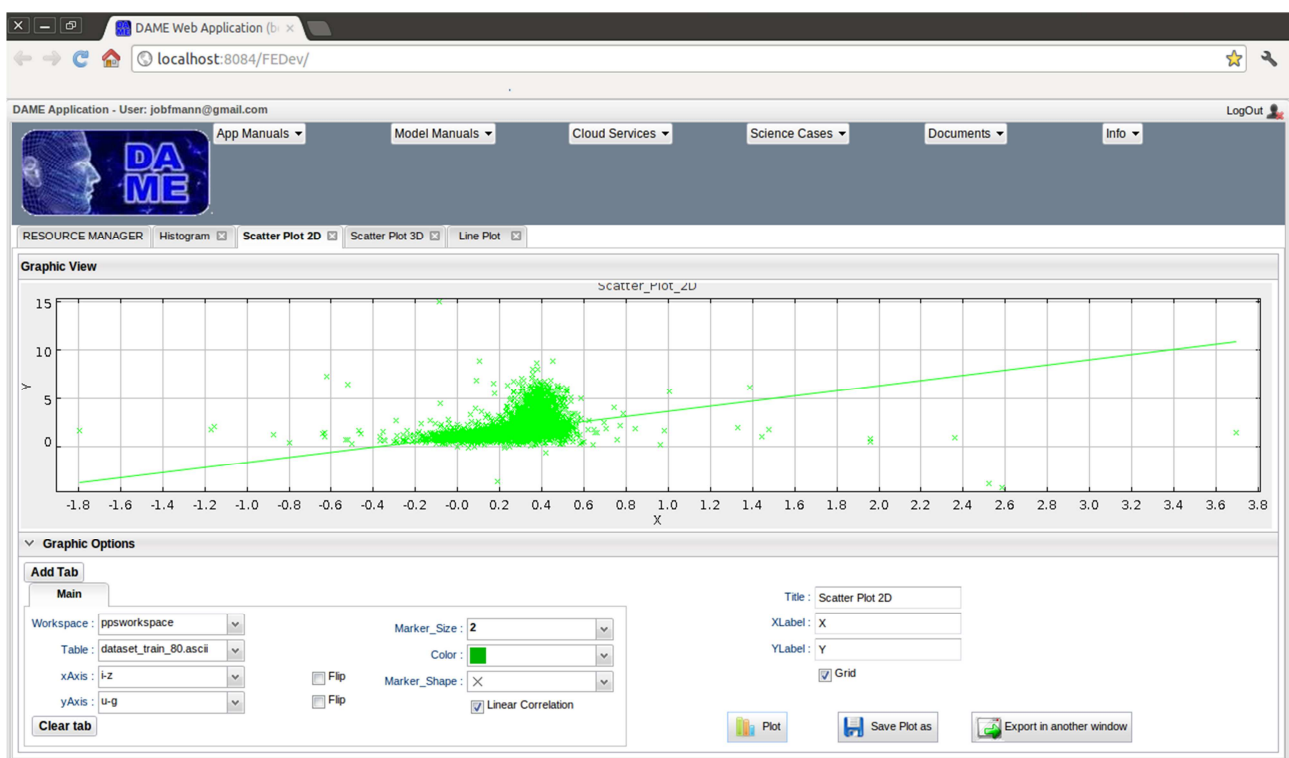 DAME Web Application (b
localhost:8084/FEDev/
DAME Application - User: jobfmann@gmail.com LogOut
App Manuals Model Manuals Cloud Services Science Cases Documents Info
DA
ME
RESOURCE MANAGER Histogram Scatter Plot 2D Scatter Plot 3D Line Plot
Graphic View
Scatter_Plot_2D
15
10
5
0
Y
-1.8 -1.6 -1.4 -1.2 -1.0 -0.8 -0.6 -0.4 -0.2 -0.0 0.2 0.4 0.6 0.8 1.0 1.2 1.4 1.6 1.8 2.0 2.2 2.4 2.6 2.8 3.0 3.2 3.4 3.6 3.8
X
Graphic Options
Add Tab
Main
Workspace : ppsworkspace
Table : dataset_train_80.ascii
xAxis : i-z Flip
yAxis : u-g Flip
Clear tab
Marker_Size : 2
Color :
Marker_Shape :
Linear Correlation
Title : Scatter Plot 2D
XLabel : X
YLabel : Y
Grid
Plot Save Plot as Export in another window